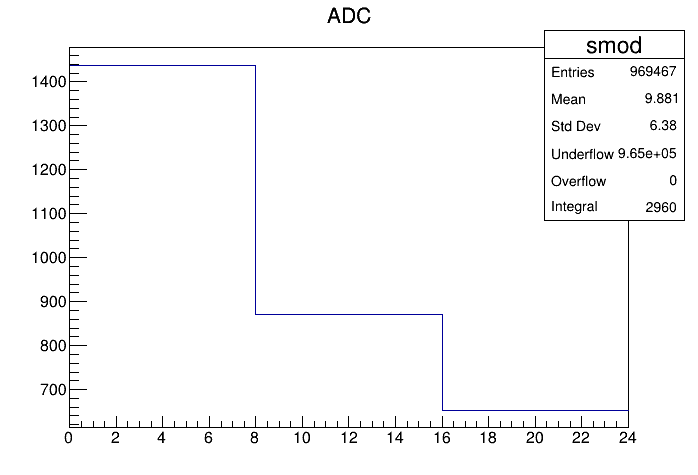 ADC
smod
Entries 969467
Mean 9.881
Std Dev 6.38
Underflow 9.65e+05
Overflow 0
Integral 2960
1400
1300
1200
1100
1000
900
800
700
0 2 4 6 8 10 12 14 16 18 20 22 24